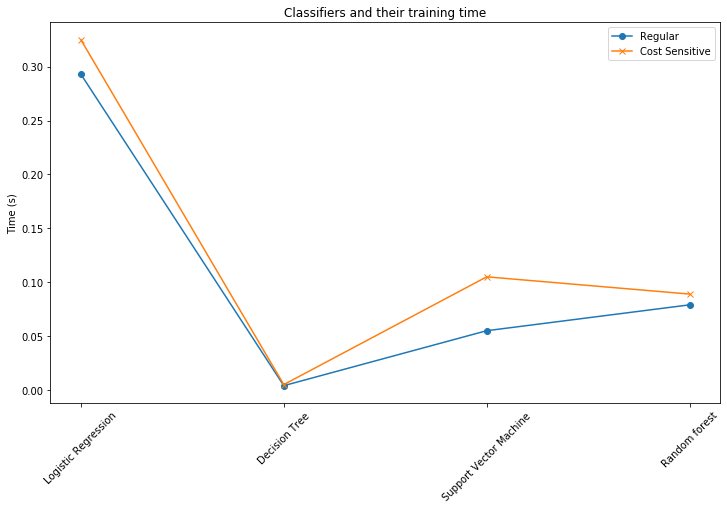 Classifiers and their training time
Regular
Cost Sensitive
Time (s)
0.30
0.25
0.20
0.15
0.10
0.05
0.00
Logistic Regression
Decision Tree
Support Vector Machine
Random forest